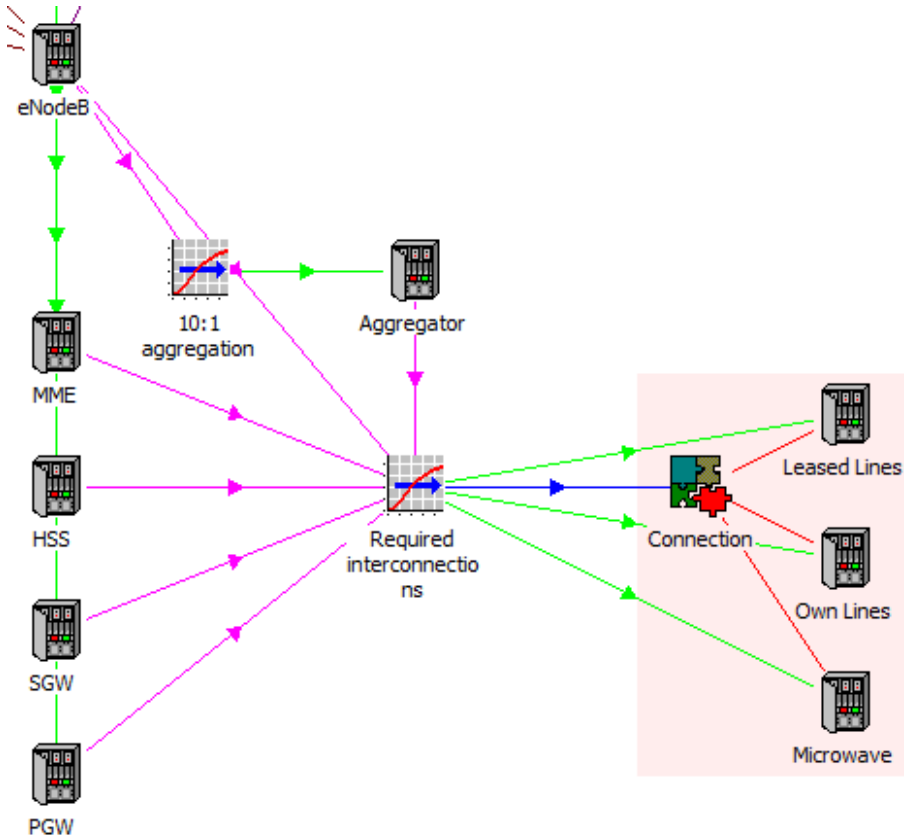 eNodeB
10:1
aggregation
Aggregator
MME
Leased Lines
HSS
Required
interconnectio
ns
Connection
Own Lines
SGW
Microwave
PGW